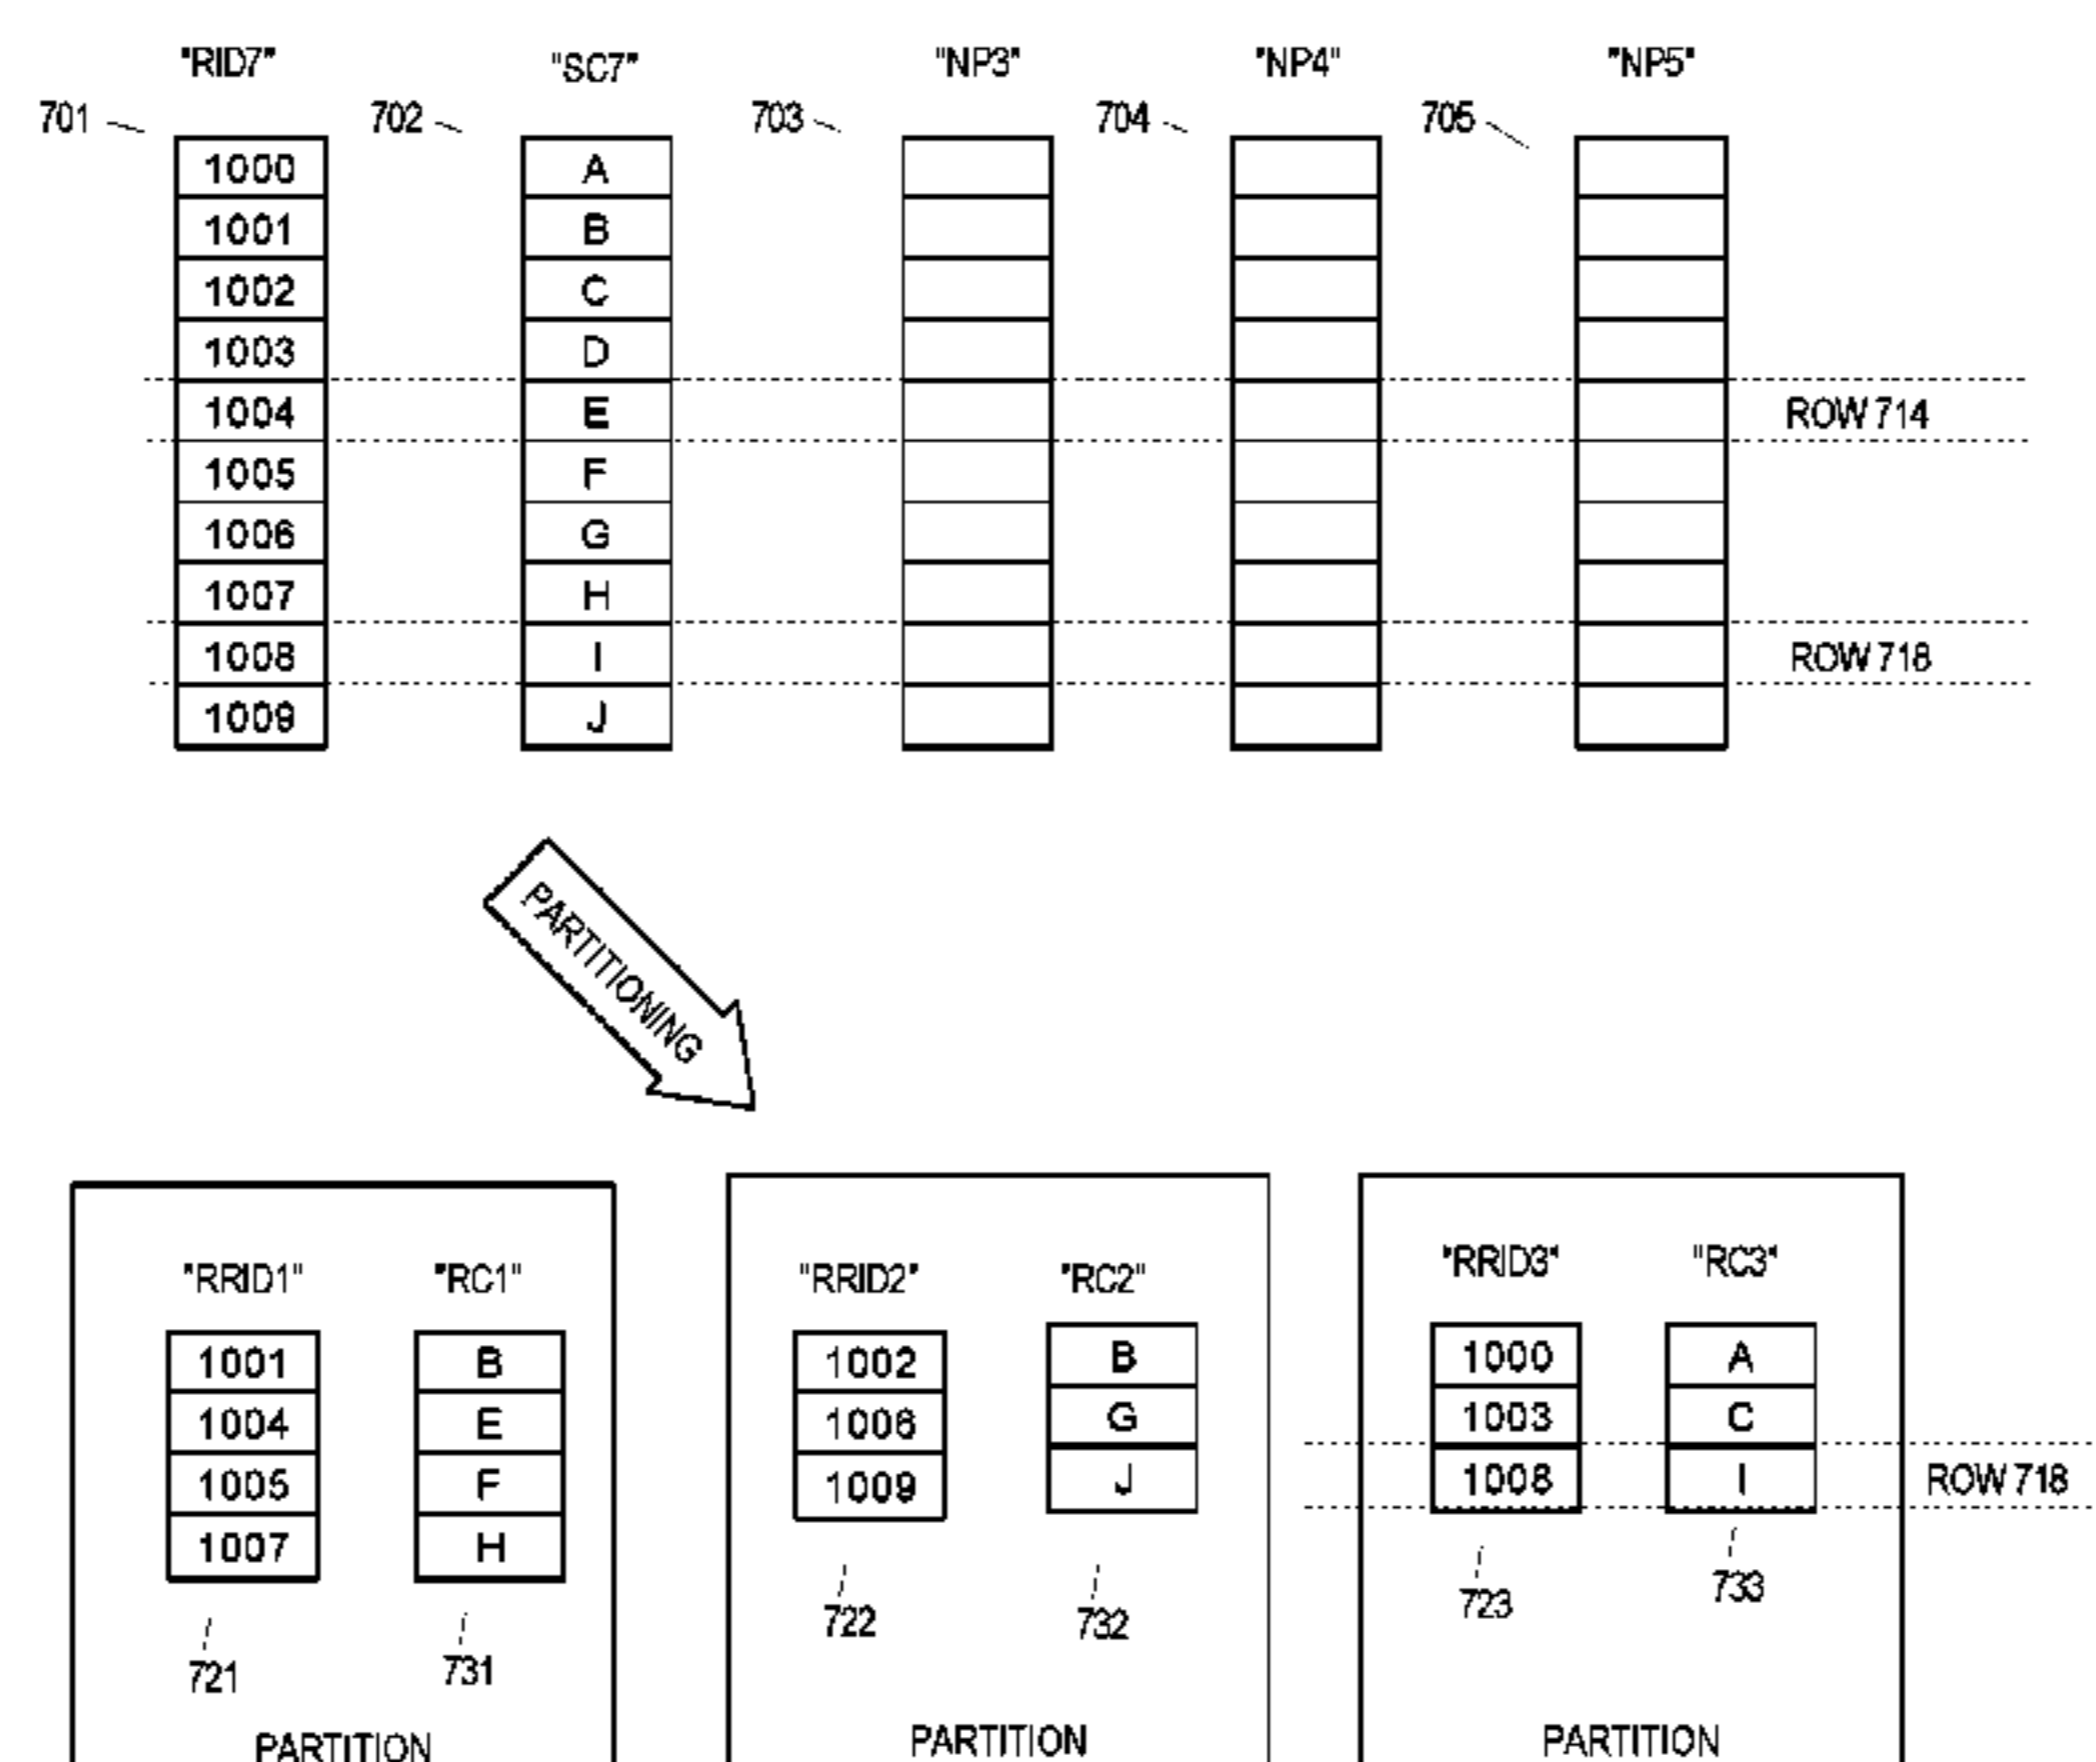 "RID7" "SC7" "NP3" "NP4" "NP5"
701 702 703 704 705
1000 A
1001 B
1002 C
1003 D
1004 E ROW 714
1005 F
1006 G
1007 H
1008 I ROW 718
1009 J
PARTITIONING
"RRID1" "RC1" "RRID2" "RC2" "RRID3" "RC3"
1001 B 1002 B 1000 A
1004 E 1006 G 1003 C
1005 F 1009 J 1008 I ROW 718
1007 H
721 731 722 732 723 733
PARTITION PARTITION PARTITION